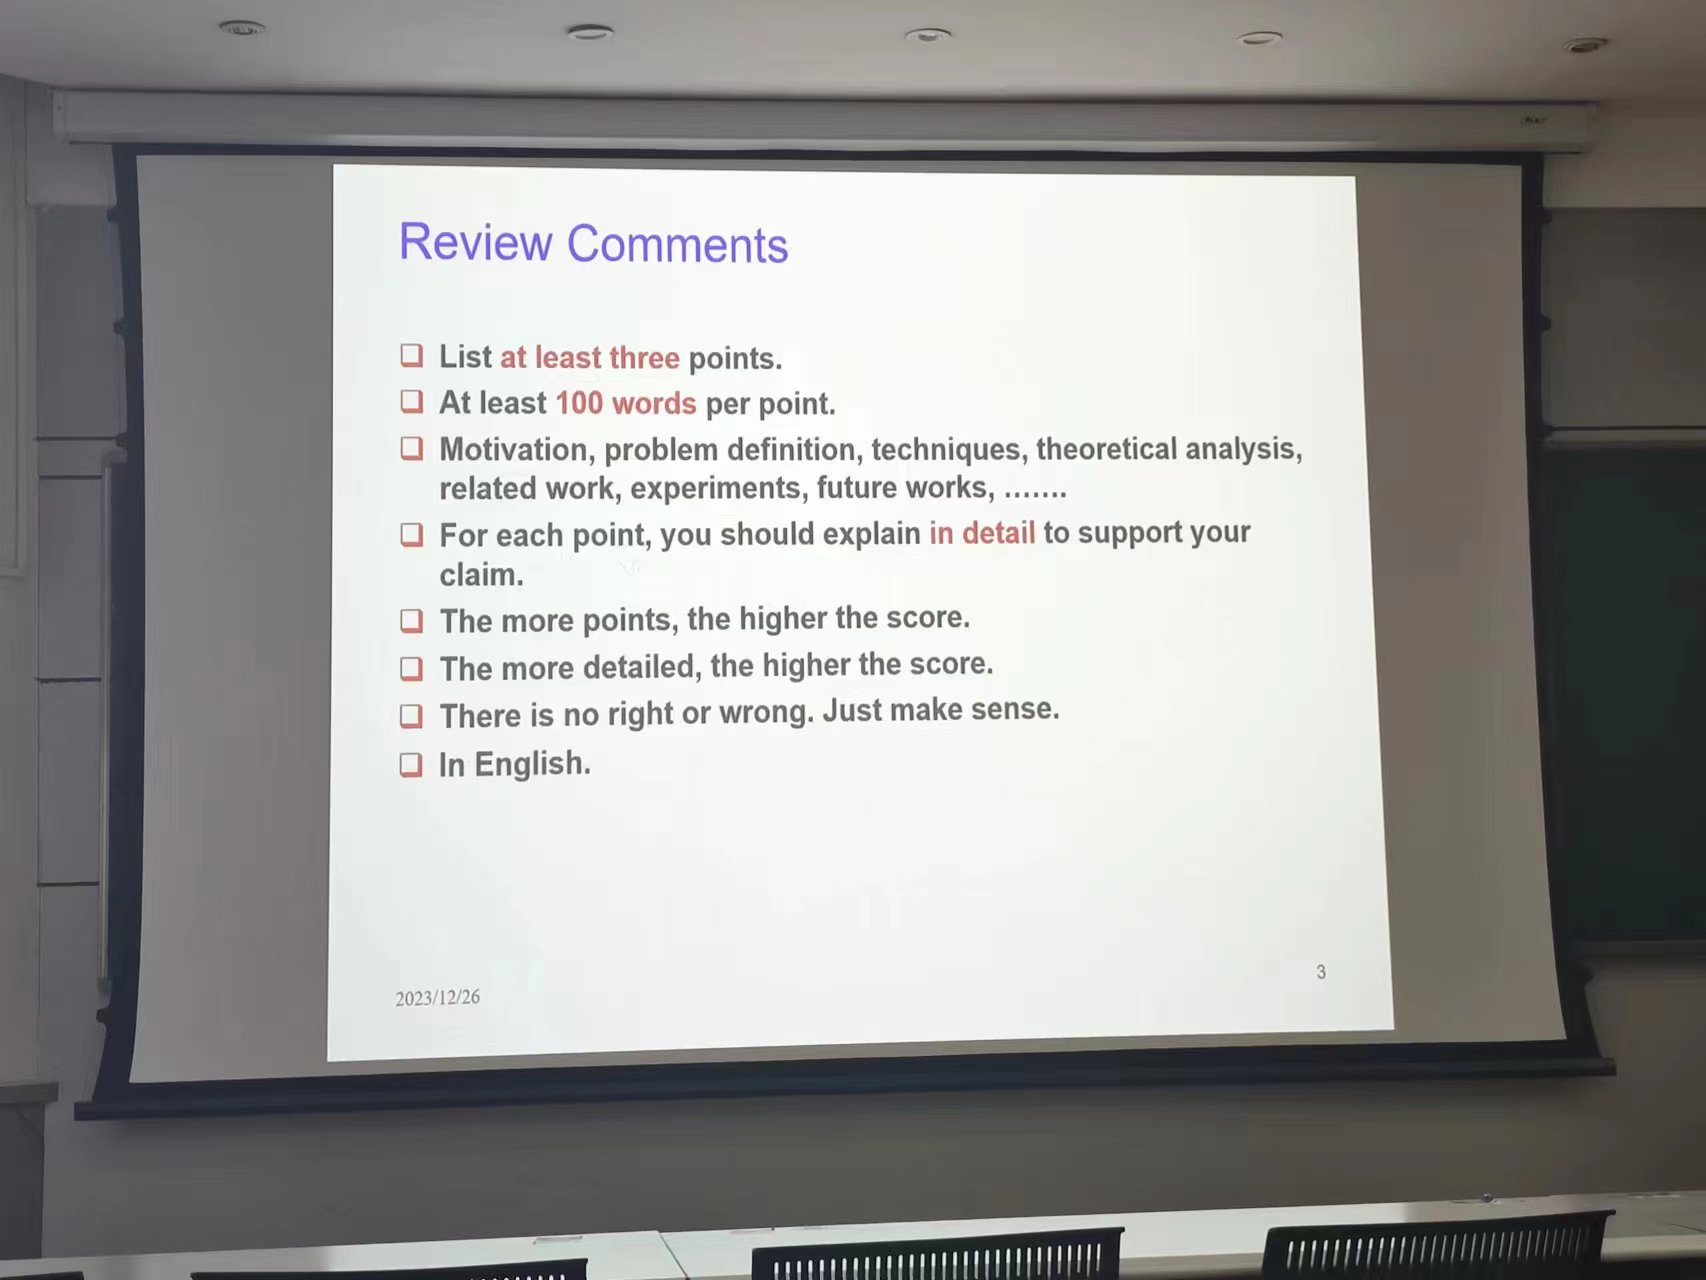 Review Comments
List at least three points.
At least 100 words per point.
Motivation, problem definition, techniques, theoretical analysis,
related work, experiments, future works, .......
For each point, you should explain in detail to support your
claim.
The more points, the higher the score.
The more detailed, the higher the score.
There is no right or wrong. Just make sense.
In English.
3
2023/12/26